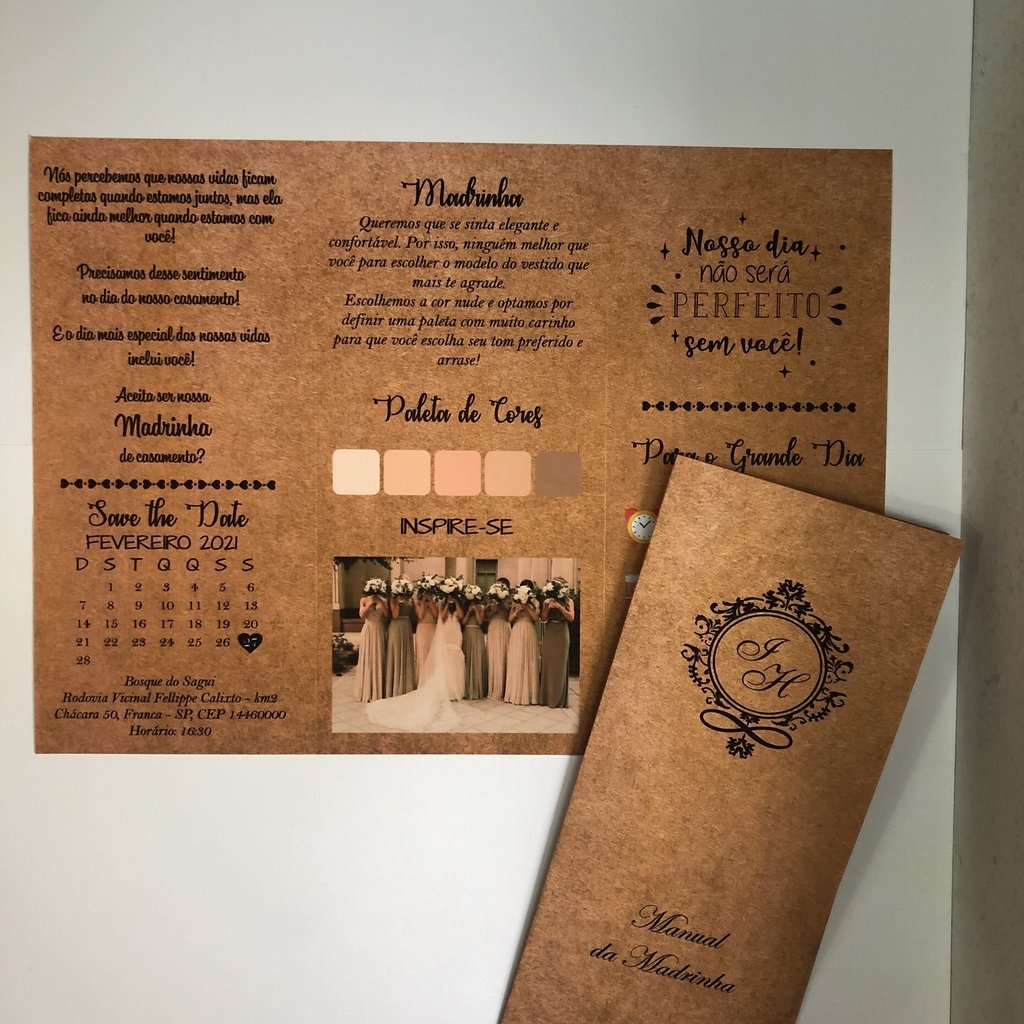 Nós percebemos que nossas vidas ficam
completas quando estamos juntos, mas ela
fica ainda melhor quando estamos com
você!
Precisamos desse sentimento
no dia do nosso casamento!
E o dia mais especial das nossas vidas
inclui você!
Aceita ser nossa
Madrinha
de casamento?
Save the Date
FEVEREIRO 2021
D S T Q Q S S
1 2 3 4 5 6
7 8 9 10 11 12 13
14 15 16 17 18 19 20
21 22 23 24 25 26 27
28
Bosque do Sagui
Rodovia Vicinal Fellippe Calixto - km2
Chácara 50, Franca - SP, CEP 14460000
Horário: 16:30
Madrinha
Queremos que se sinta elegante e
confortável. Por isso, ninguém melhor que
você para escolher o modelo do vestido que
mais te agrade.
Escolhemos a cor nude e optamos por
definir uma paleta com muito carinho
para que você escolha seu tom preferido e
arrase!
Paleta de Cores
INSPIRE-SE
Nosso dia
não será
PERFEITO
sem você!
Para o Grande Dia
I
H
Manual
da Madrinha